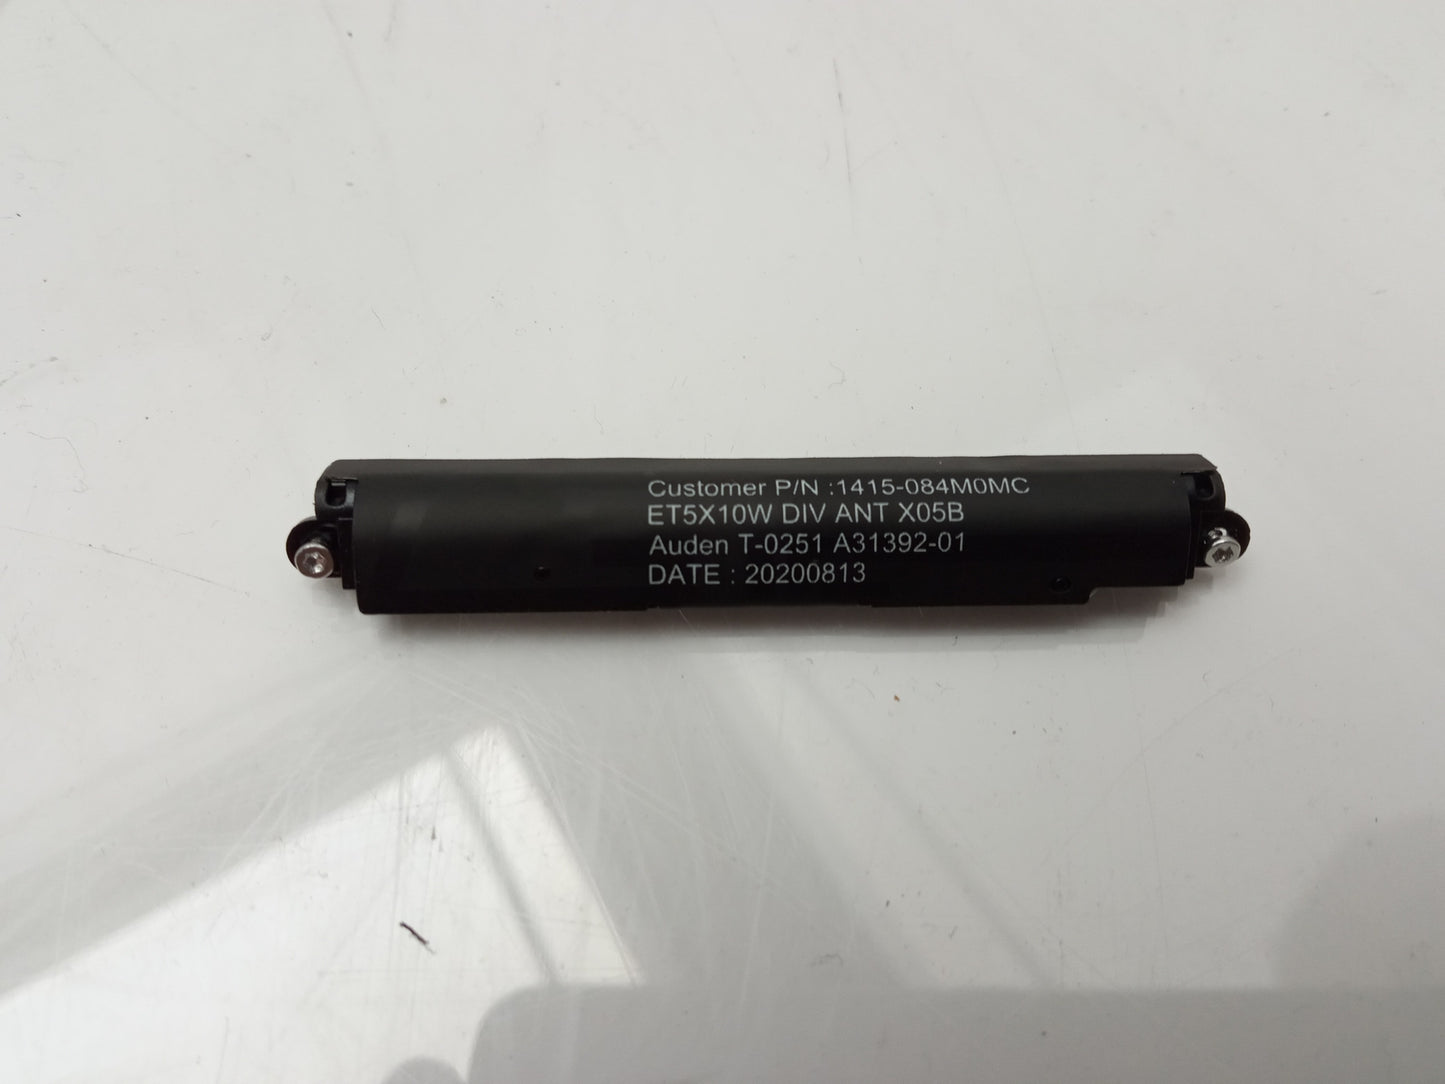 Customer P/N :1415-084M0MC
ET5X10W DIV ANT X05B
Auden T-0251 A31392-01
DATE : 20200813